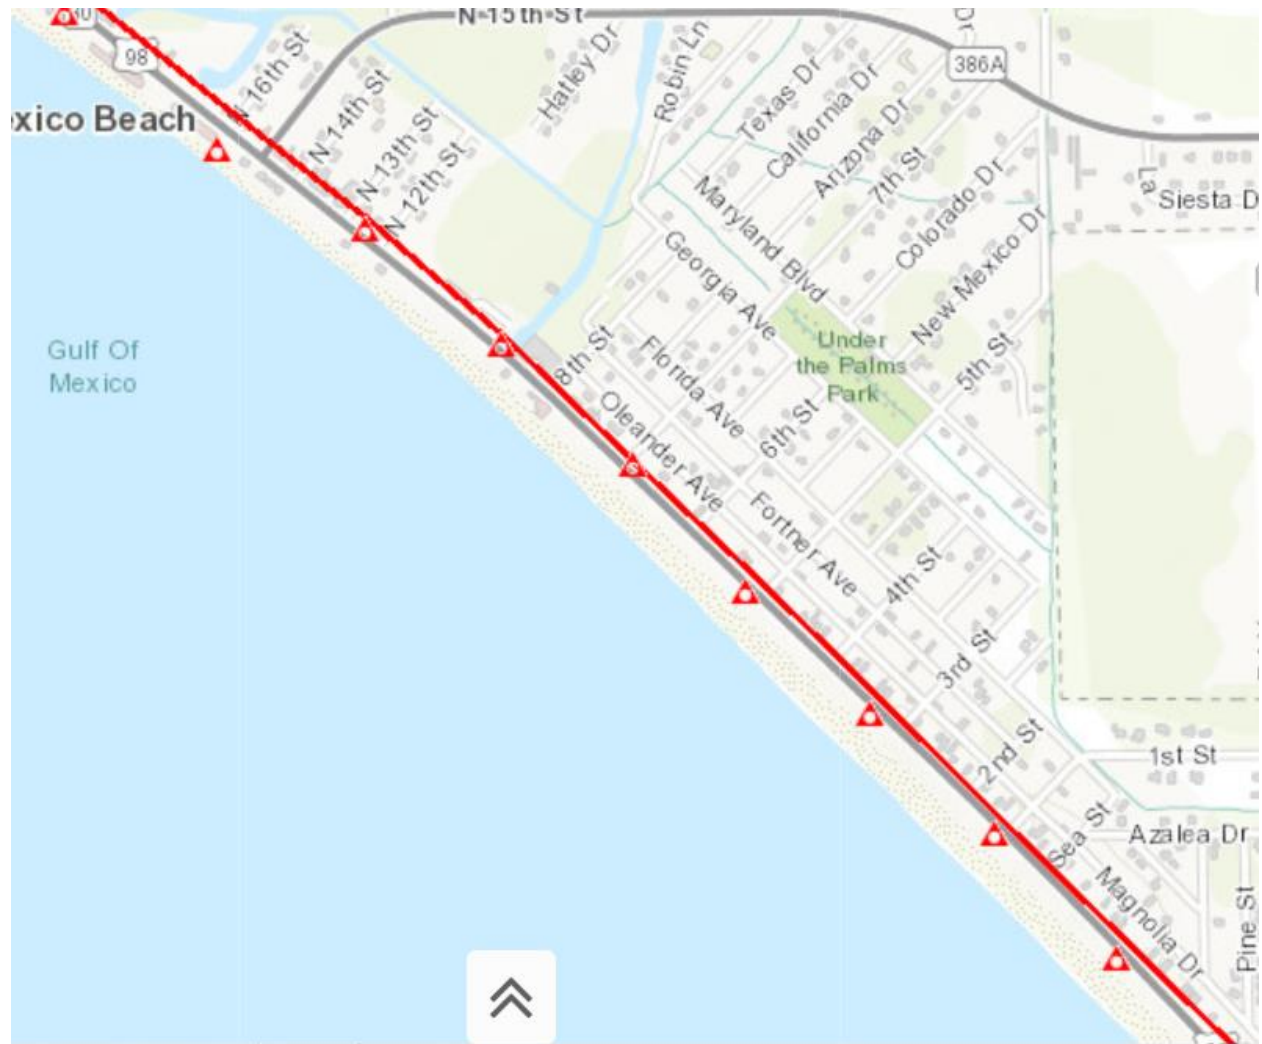 N 15th St
98
N 16th St
exico Beach
N 14th St
N 13th St
N 12th St
Hatley Dr
Robin Ln
Texas Dr
California Dr
Arizona Dr
Dr
386A
7th St
Colorado Dr
New Mexico Dr
La
Siesta D
Maryland Blvd
Georgia Ave
Under
the Palms
Park
Gulf Of
Mexico
8th St
Florida Ave
5th St
6th St
Oleander Ave
Fortner Ave
4th St
3rd St
2nd St
1st St
Sea St
Azalea Dr
Magnolia Dr
Pine St